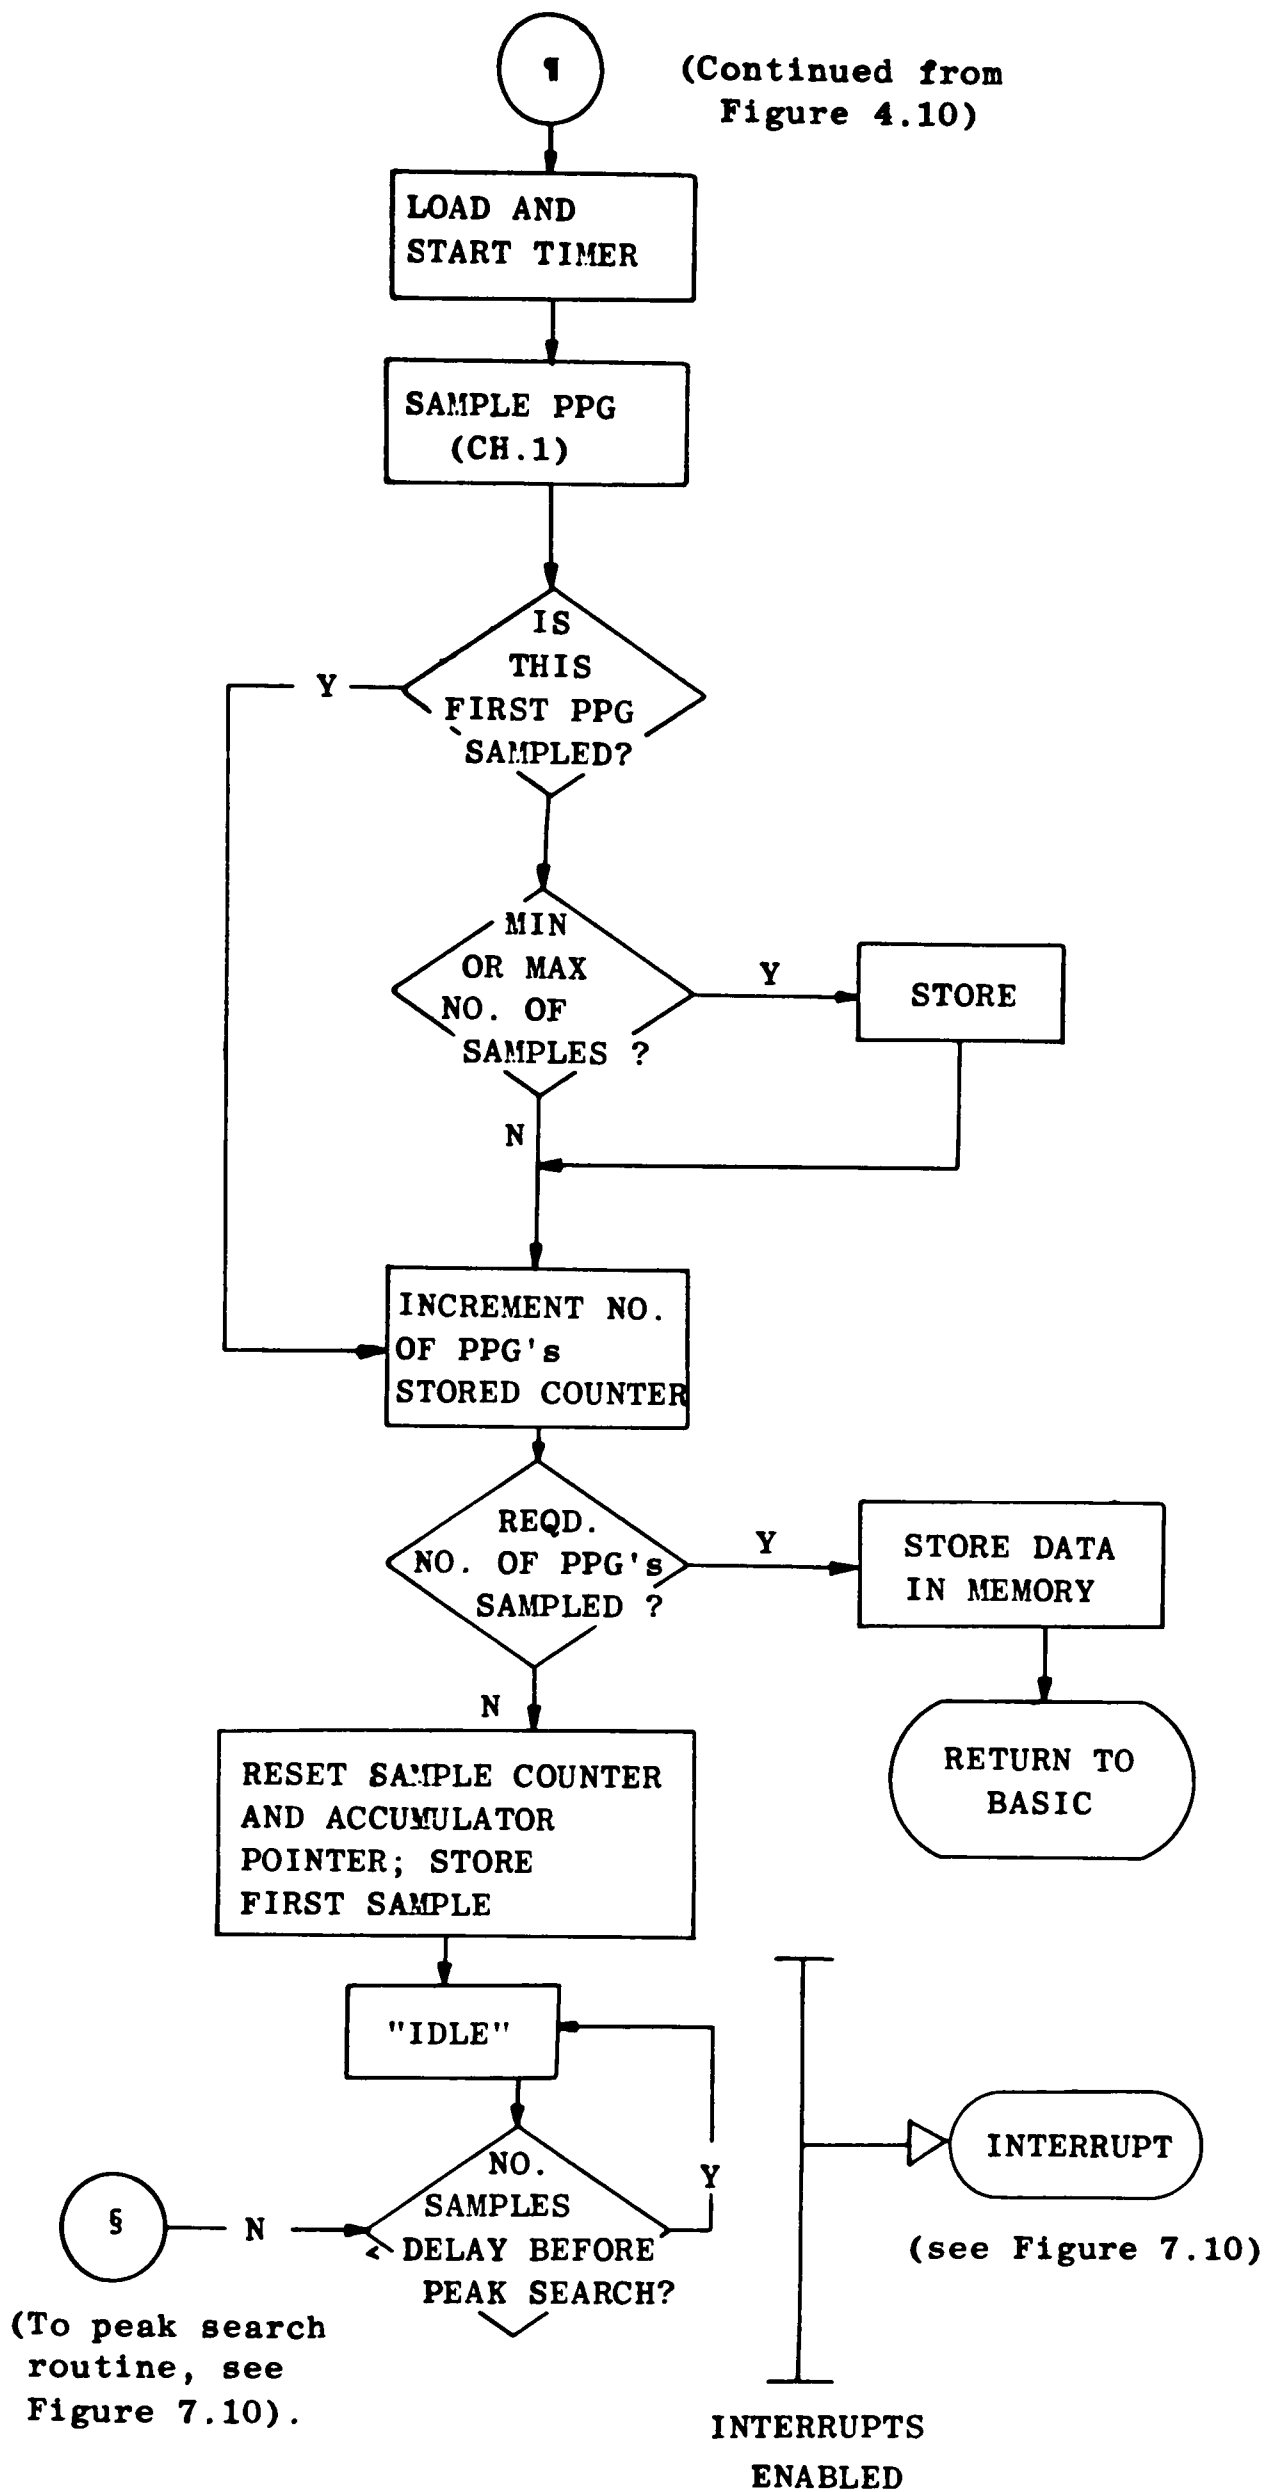 ¶
(Continued from
Figure 4.10)
LOAD AND
START TIMER
SAMPLE PPG
(CH.1)
IS
THIS
FIRST PPG
SAMPLED?
Y
MIN
OR MAX
NO. OF
SAMPLES ?
Y
STORE
N
INCREMENT NO.
OF PPG's
STORED COUNTER
REQD.
NO. OF PPG's
SAMPLED ?
Y
STORE DATA
IN MEMORY
N
RETURN TO
BASIC
RESET SAMPLE COUNTER
AND ACCUMULATOR
POINTER; STORE
FIRST SAMPLE
"IDLE"
NO.
SAMPLES
< DELAY BEFORE
PEAK SEARCH?
Y
§
N
(To peak search
routine, see
Figure 7.10).
INTERRUPT
(see Figure 7.10)
INTERRUPTS
ENABLED